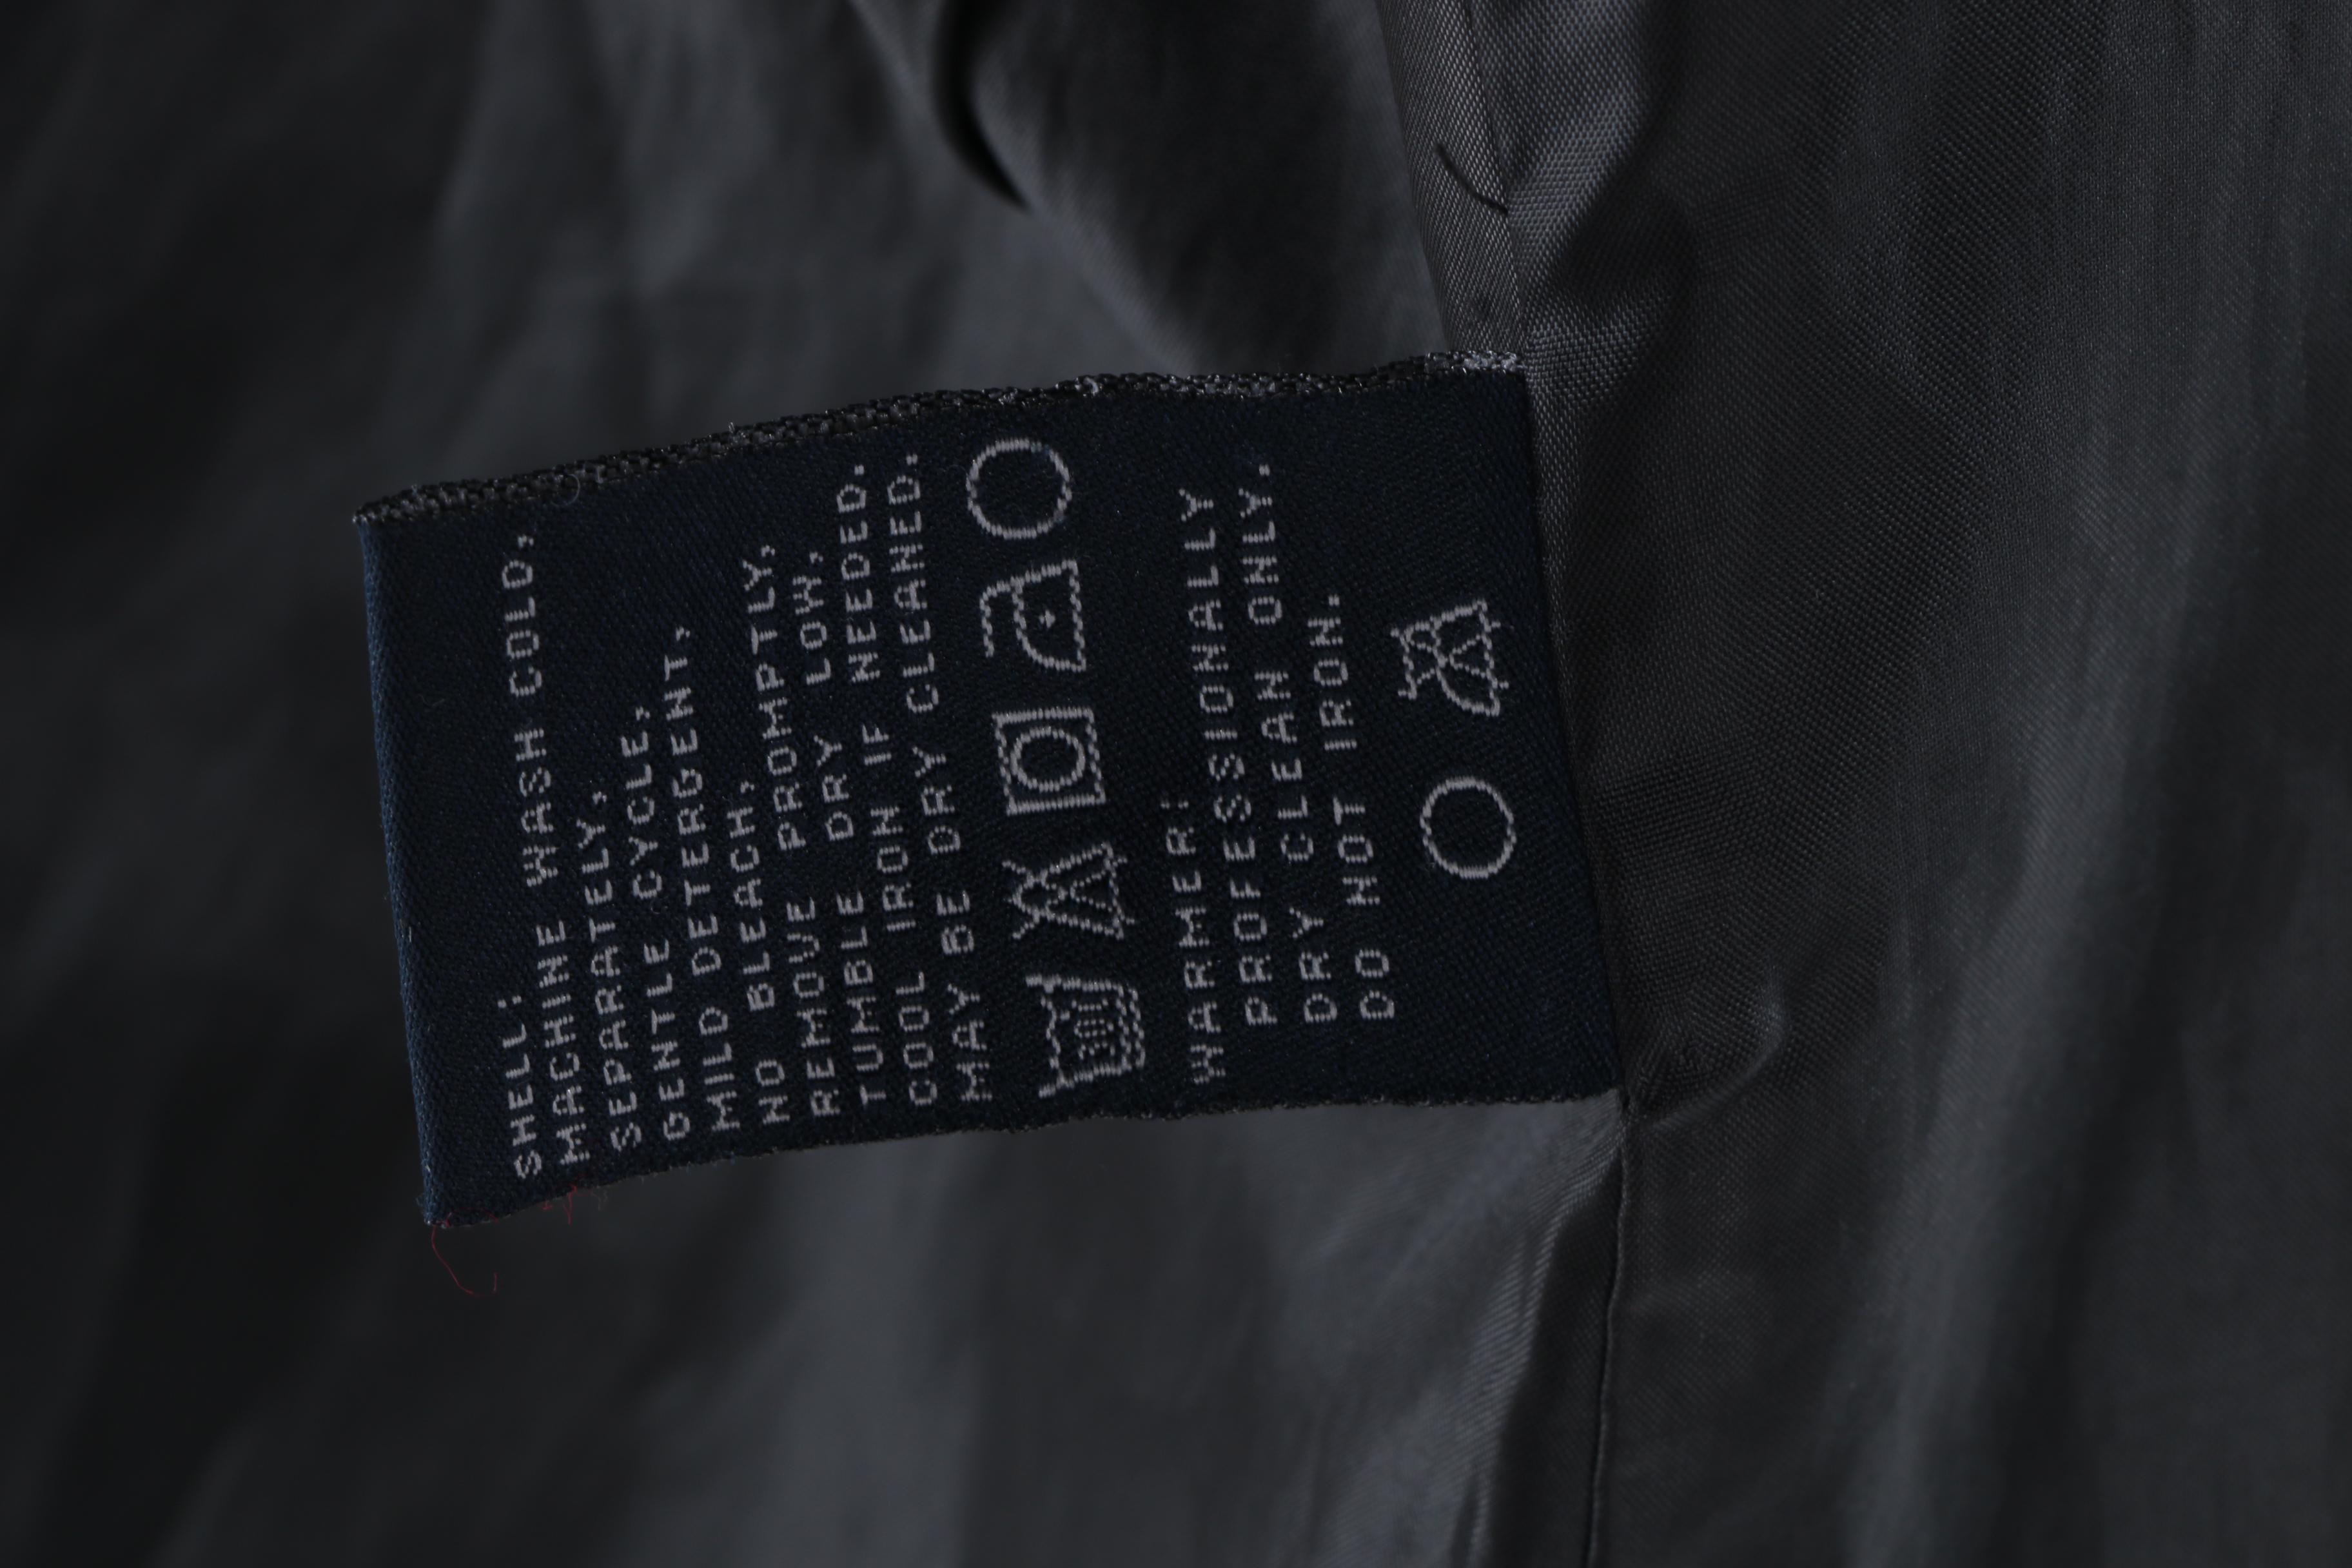 SHELL:
MACHINE WASH COLD,
SEPARATELY,
GENTLE CYCLE,
MILD DETERGENT,
NO BLEACH,
REMOVE PROMPTLY,
TUMBLE DRY LOW,
COOL IRON IF NEEDED.
MAY BE DRY CLEANED.
30°
WARMER:
PROFESSIONALLY
DRY CLEAN ONLY.
DO NOT IRON.